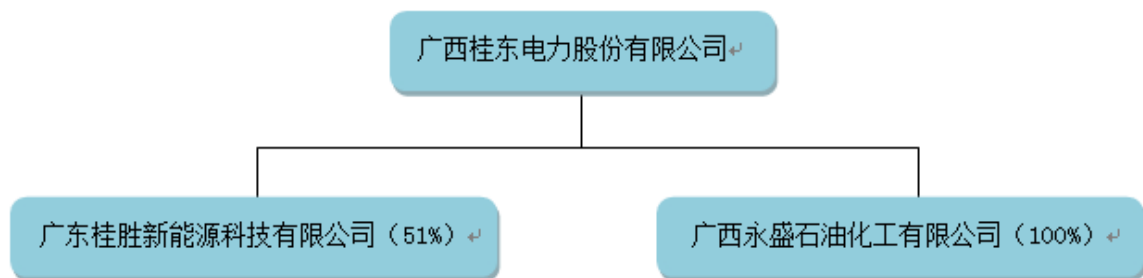 广西桂东电力股份有限公司
广东桂胜新能源科技有限公司（51%）
广西永盛石油化工有限公司（100%）